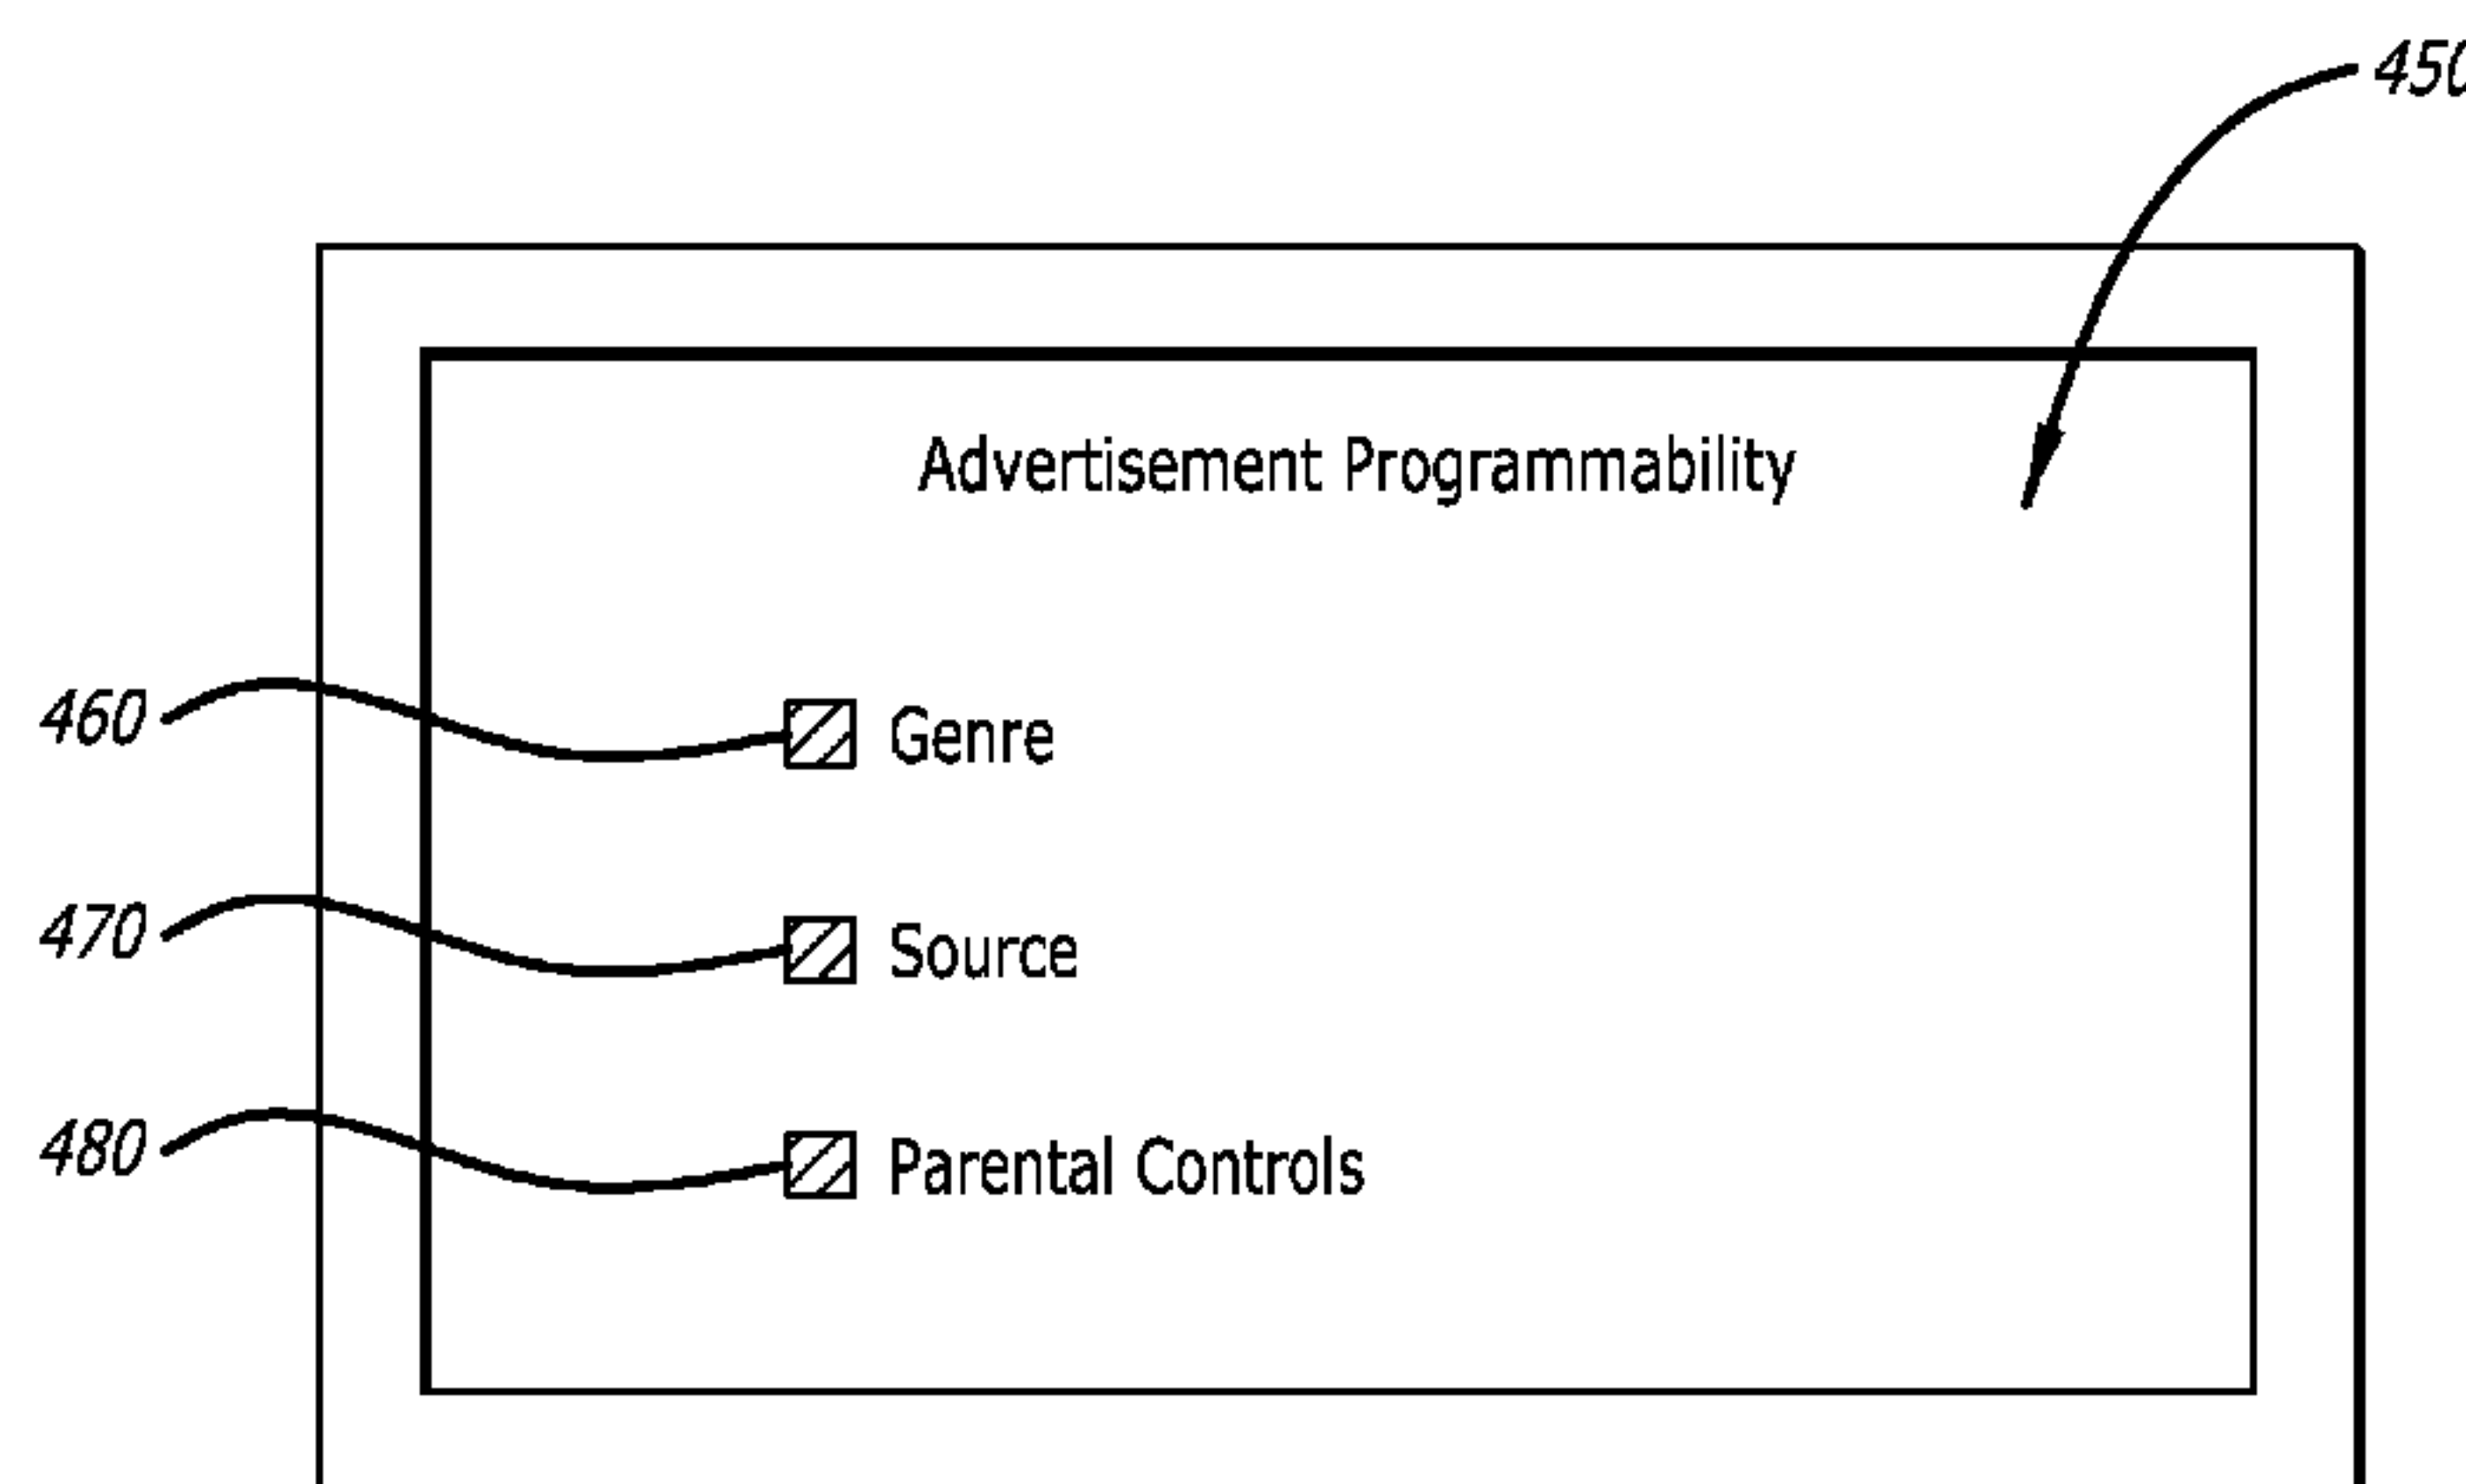 450
Advertisement Programmability
460 Genre
470 Source
480 Parental Controls